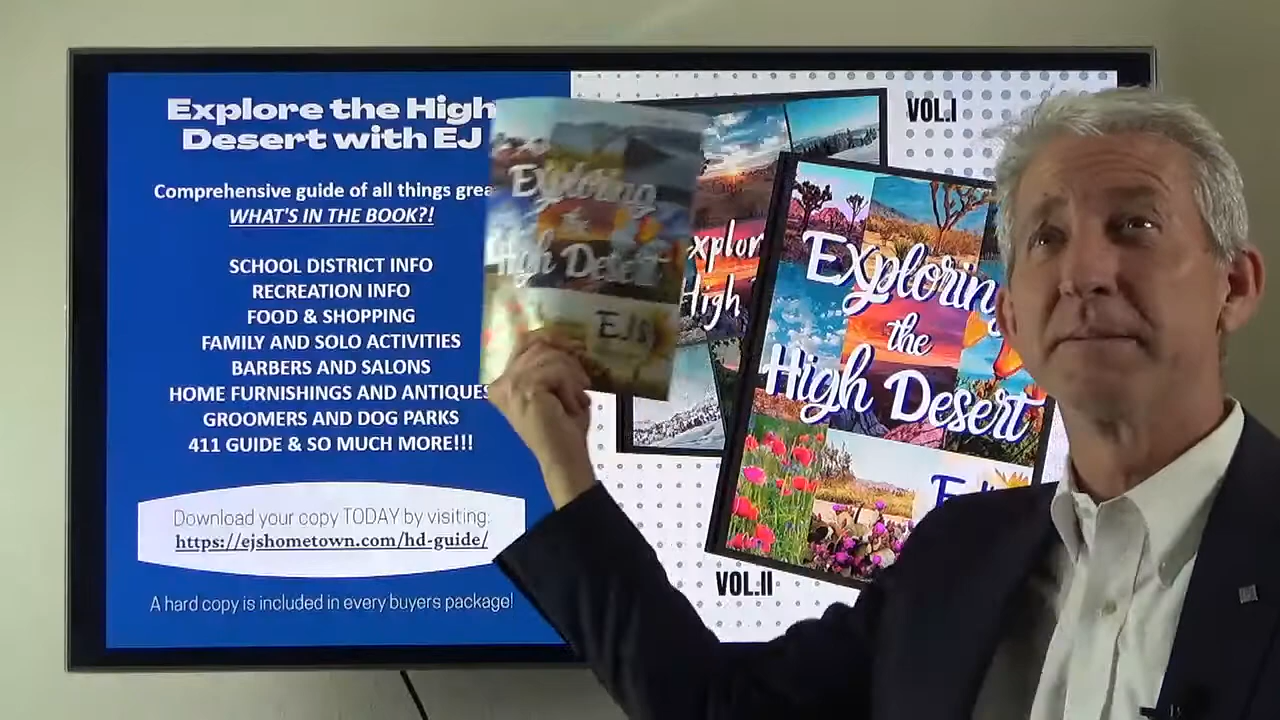 Explore the High
Desert with EJ
Comprehensive guide of all things grea
WHAT'S IN THE BOOK?!
SCHOOL DISTRICT INFO
RECREATION INFO
FOOD & SHOPPING
FAMILY AND SOLO ACTIVITIES
BARBERS AND SALONS
HOME FURNISHINGS AND ANTIQUES
GROOMERS AND DOG PARKS
411 GUIDE & SO MUCH MORE!!!
Download your copy TODAY by visiting:
https://ejshometown.com/hd-guide/
A hard copy is included in every buyers package!
Exploring
the
High Desert
EJ's
VOL.I
xplor
High
Exploring
the
High Desert
EJ's
VOL.II